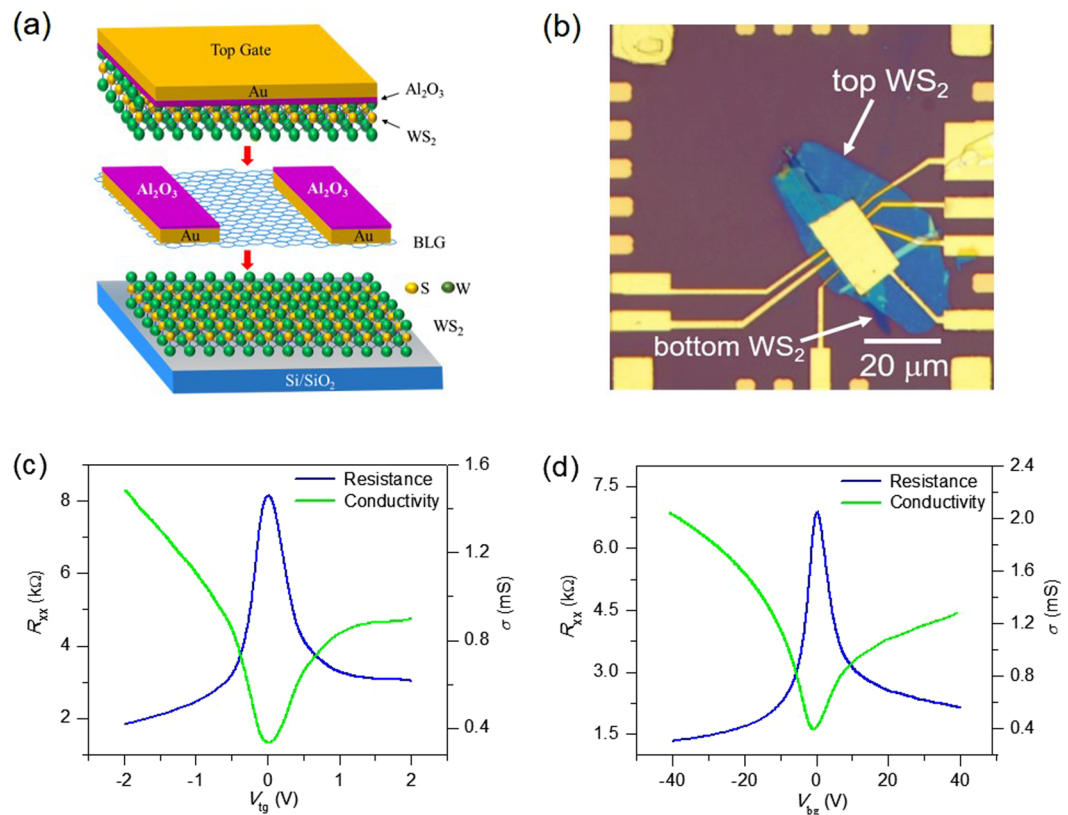 (a)
Top Gate
Au
Al₂O₃
WS₂
Al₂O₃
Al₂O₃
Au
Au
BLG
S
W
WS₂
Si/SiO₂
(b)
top WS₂
bottom WS₂
20 μm
(c)
Resistance
Conductivity
8
6
4
2
Rxx (kΩ)
1.6
1.2
0.8
0.4
σ (mS)
-2
-1
0
1
2
Vtg (V)
(d)
Resistance
Conductivity
7.5
6.0
4.5
3.0
1.5
Rxx (kΩ)
2.4
2.0
1.6
1.2
0.8
0.4
σ (mS)
-40
-20
0
20
40
Vbg (V)